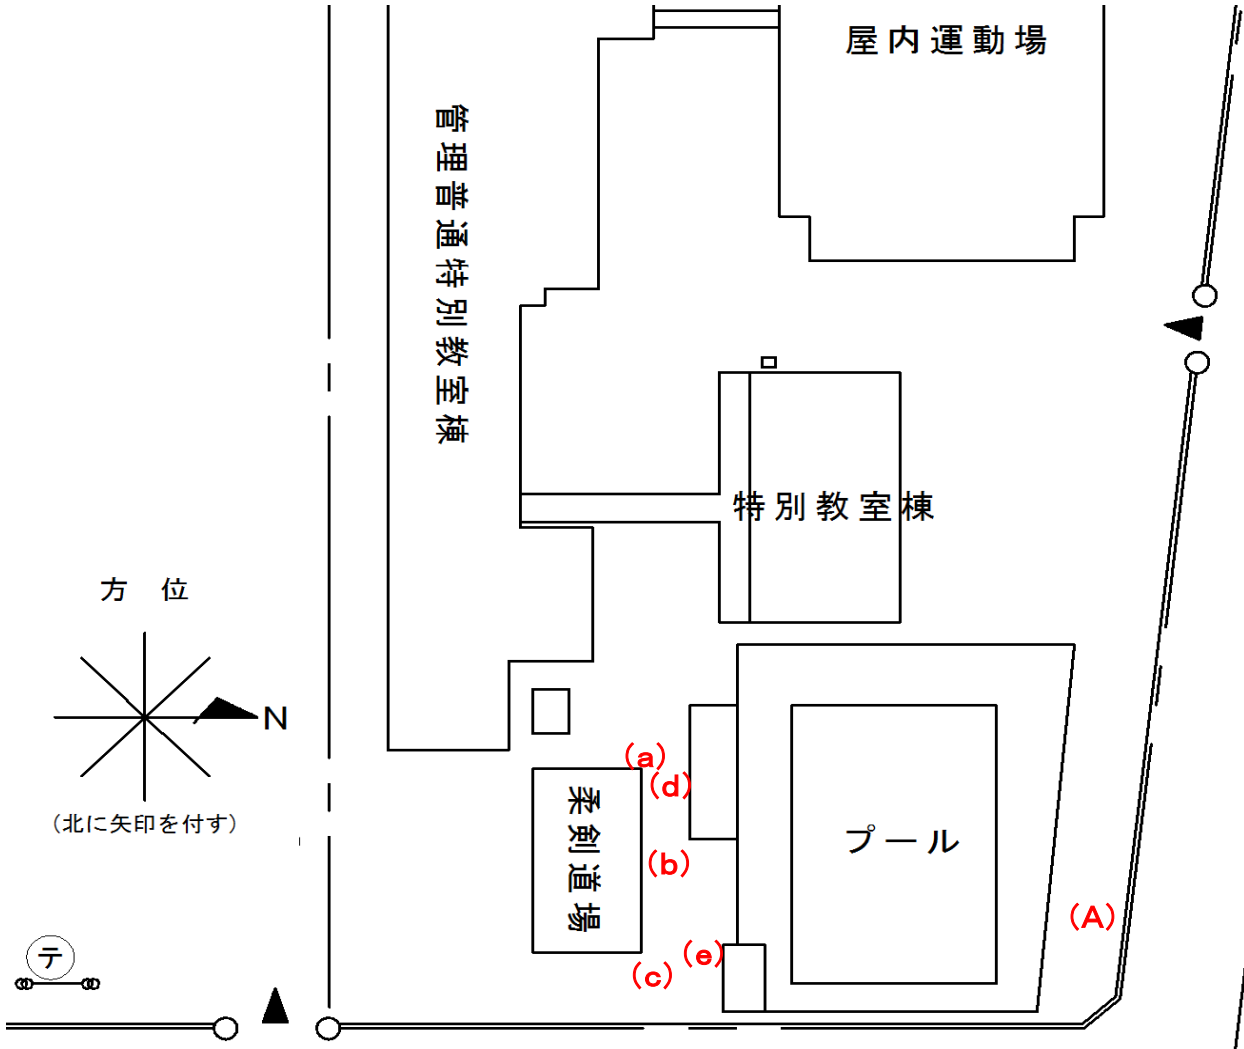 屋内運動場
管理普通特別教室棟
特別教室棟
方 位
N
(北に矢印を付す)
(a)
(d)
柔剣道場
(b)
プール
(A)
テ
(e)
(c)